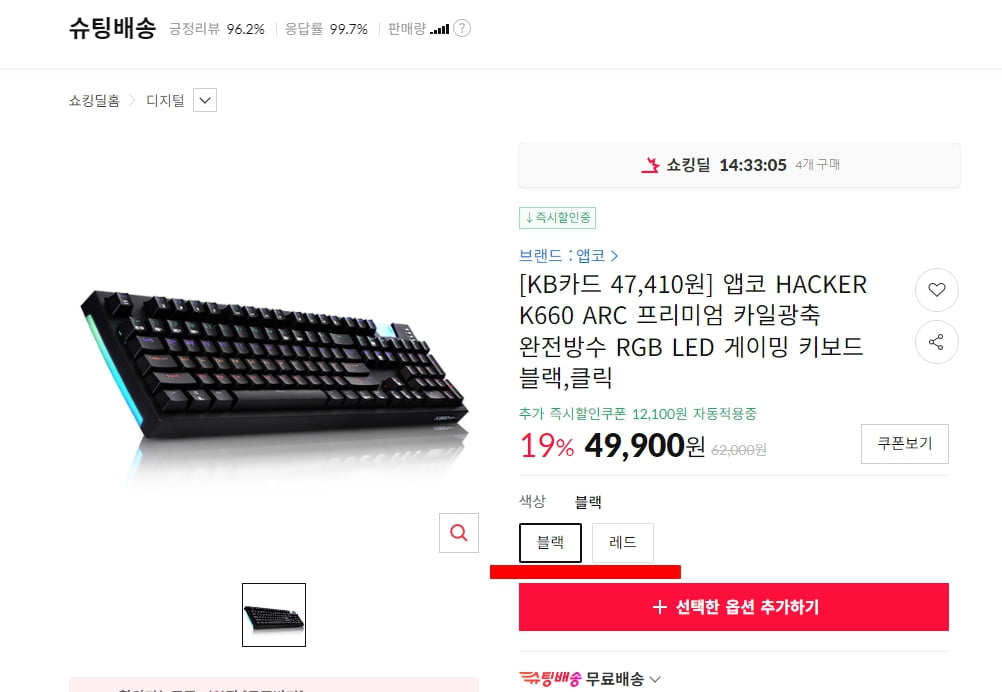 슈팅배송 긍정리뷰 96.2% 응답률 99.7% 판매량 ?
쇼킹딜홈 디지털
쇼킹딜 14:33:05 4개 구매
↓즉시할인중
브랜드 : 앱코 >
[KB카드 47,410원] 앱코 HACKER
K660 ARC 프리미엄 카일광축
완전방수 RGB LED 게이밍 키보드
블랙,클릭
추가 즉시할인쿠폰 12,100원 자동적용중
19% 49,900원 62,000원 쿠폰보기
색상 블랙
블랙 레드
+ 선택한 옵션 추가하기
슈팅배송 무료배송